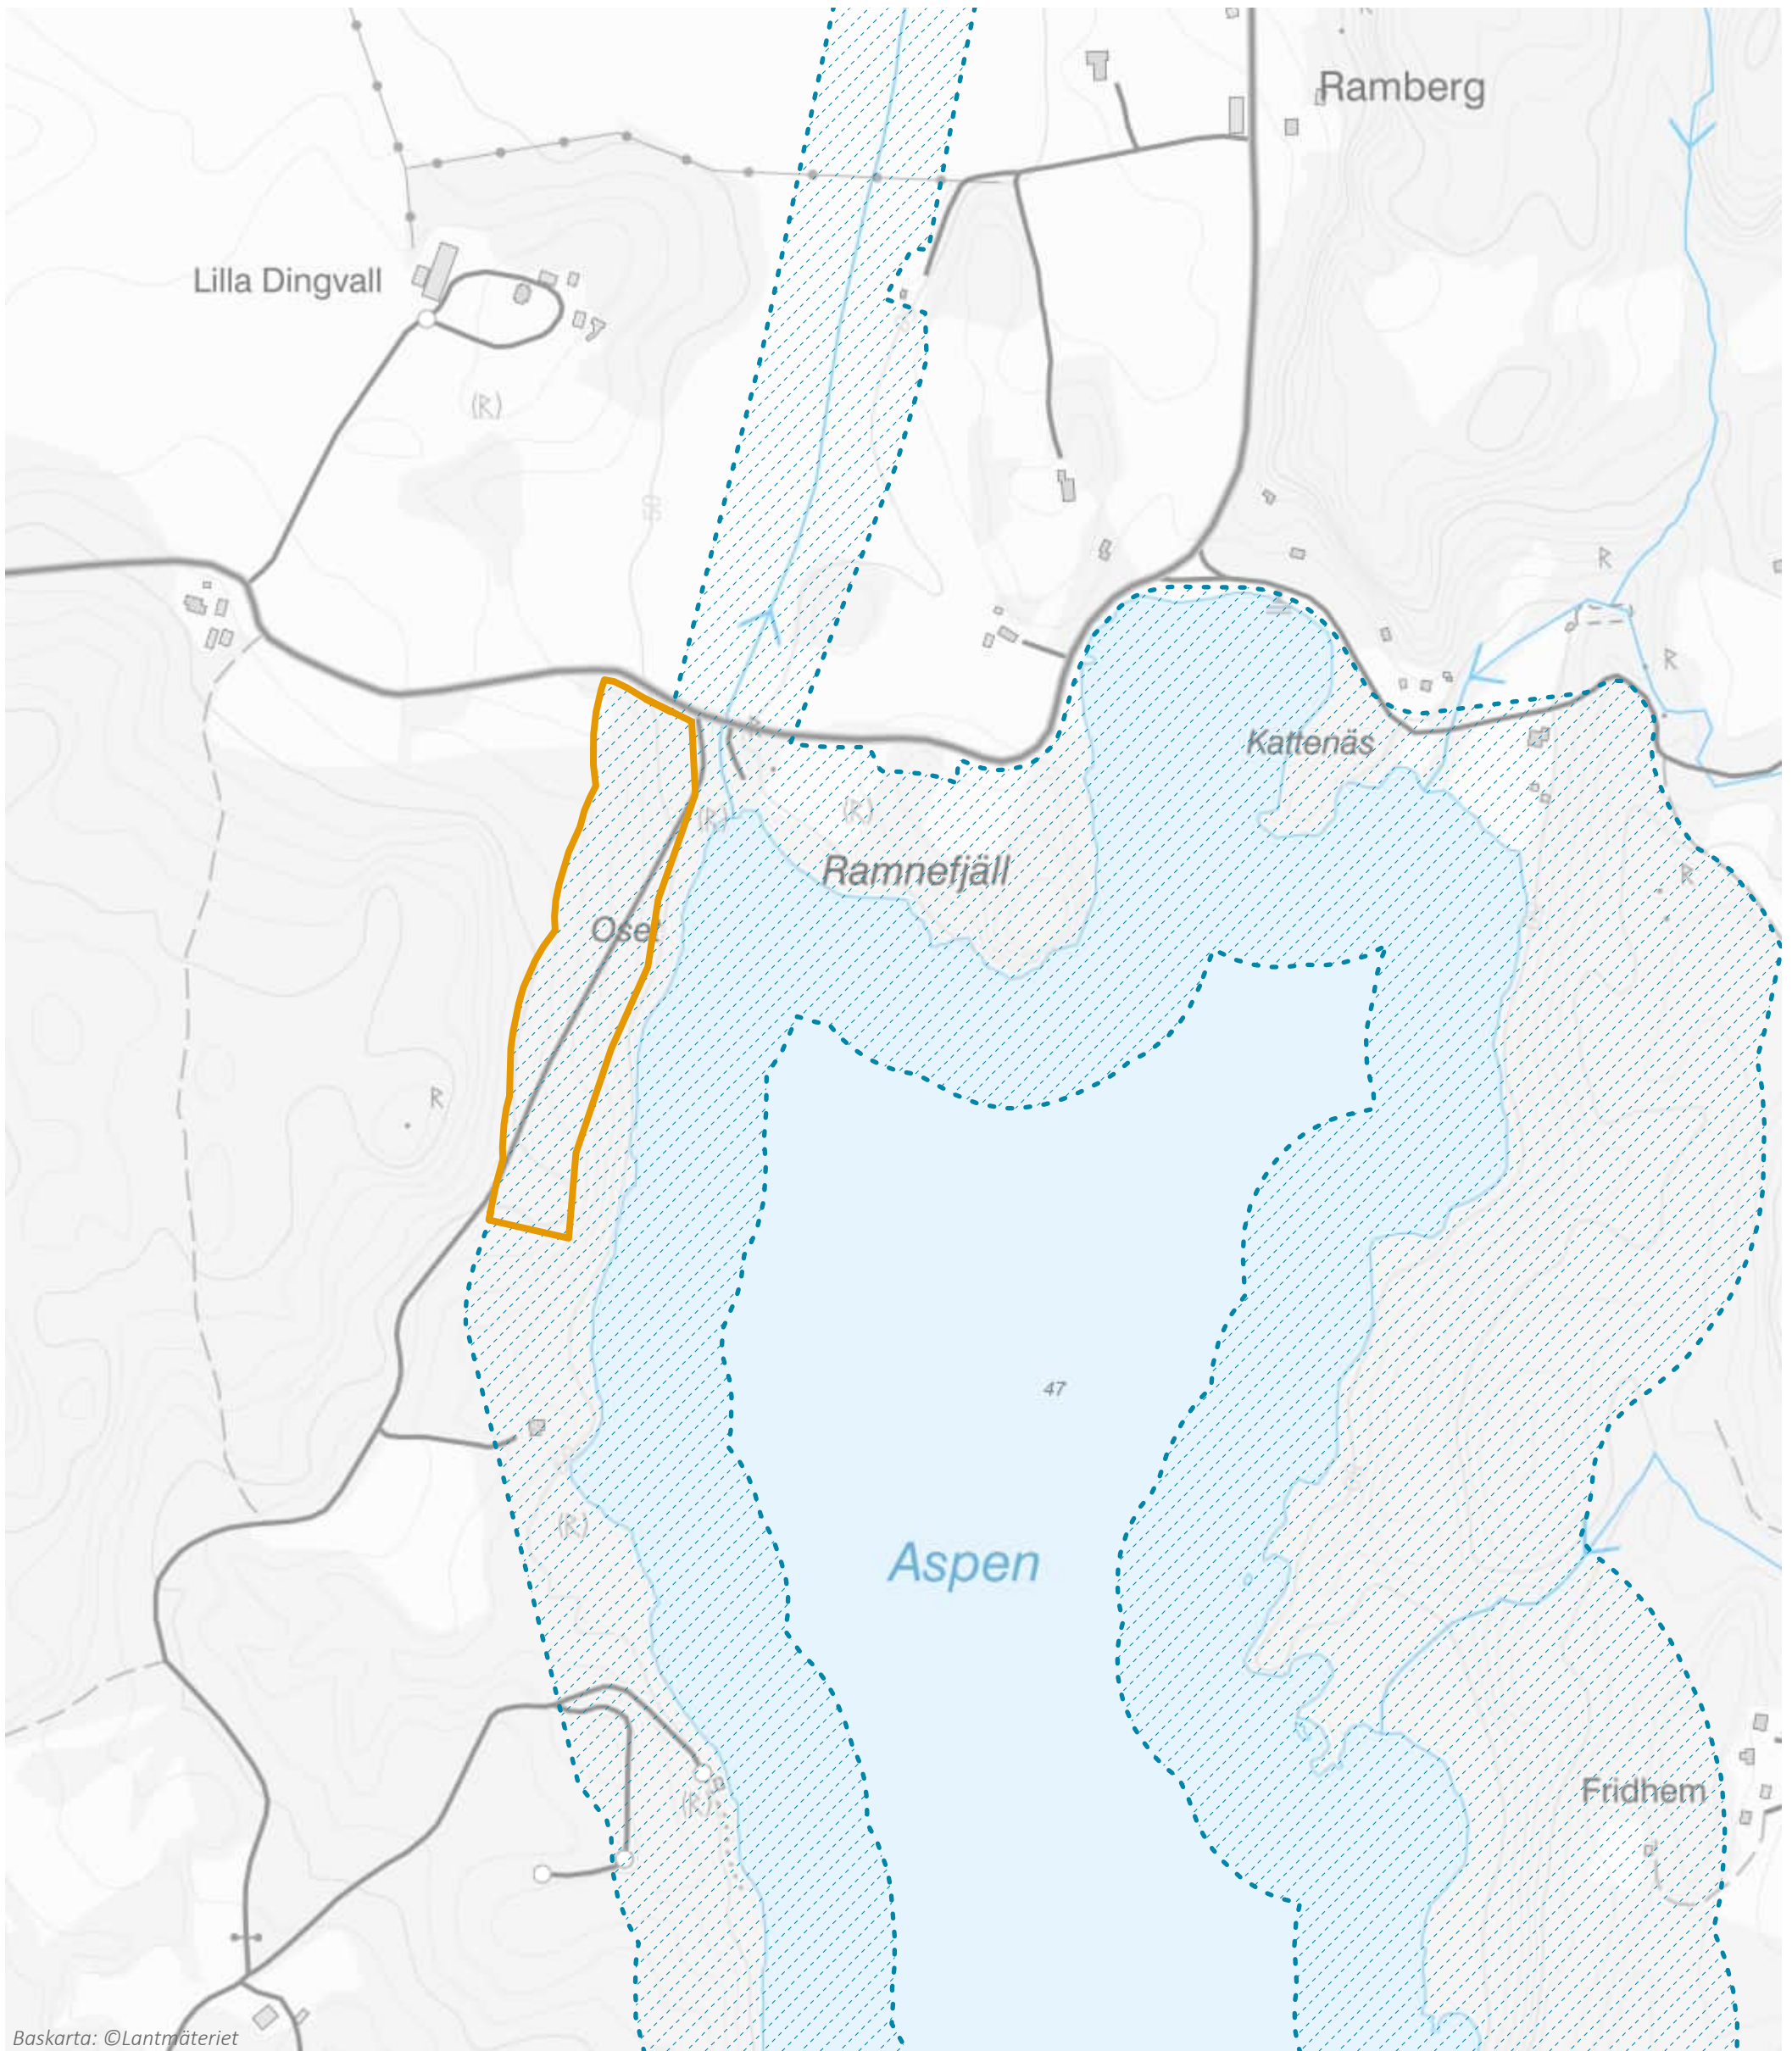 Ramberg
Lilla Dingvall
(R)
R
R
Kattenäs
(R)
(R)
Ramnefjäll
R
Oset
R
47
(R)
Aspen
Fridhem
(R)
Baskarta: ©Lantmäteriet